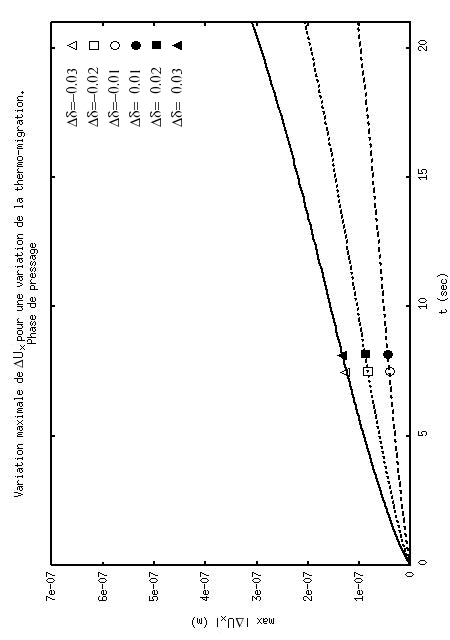 Variation maximale de ΔUx pour une variation de la thermo-migration.
Phase de pressage
7e-07
6e-07
5e-07
4e-07
3e-07
2e-07
1e-07
0
max |ΔUx| (m)
Δδ=-0.03
Δδ=-0.02
Δδ=-0.01
Δδ= 0.01
Δδ= 0.02
Δδ= 0.03
0
5
10
15
20
t (sec)